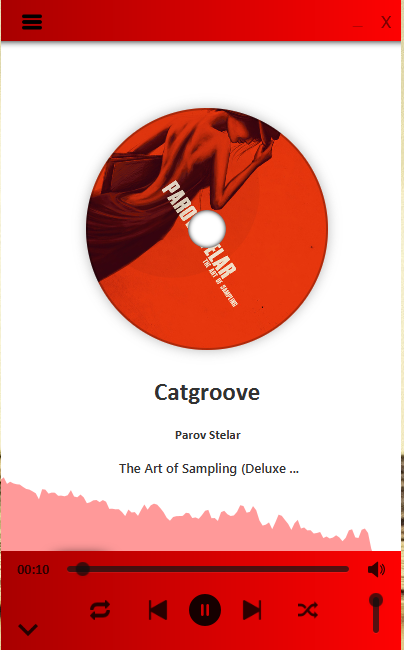 _ X
PAROV STELAR
THE ART OF SAMPLING
Catgroove
Parov Stelar
The Art of Sampling (Deluxe ...
00:10